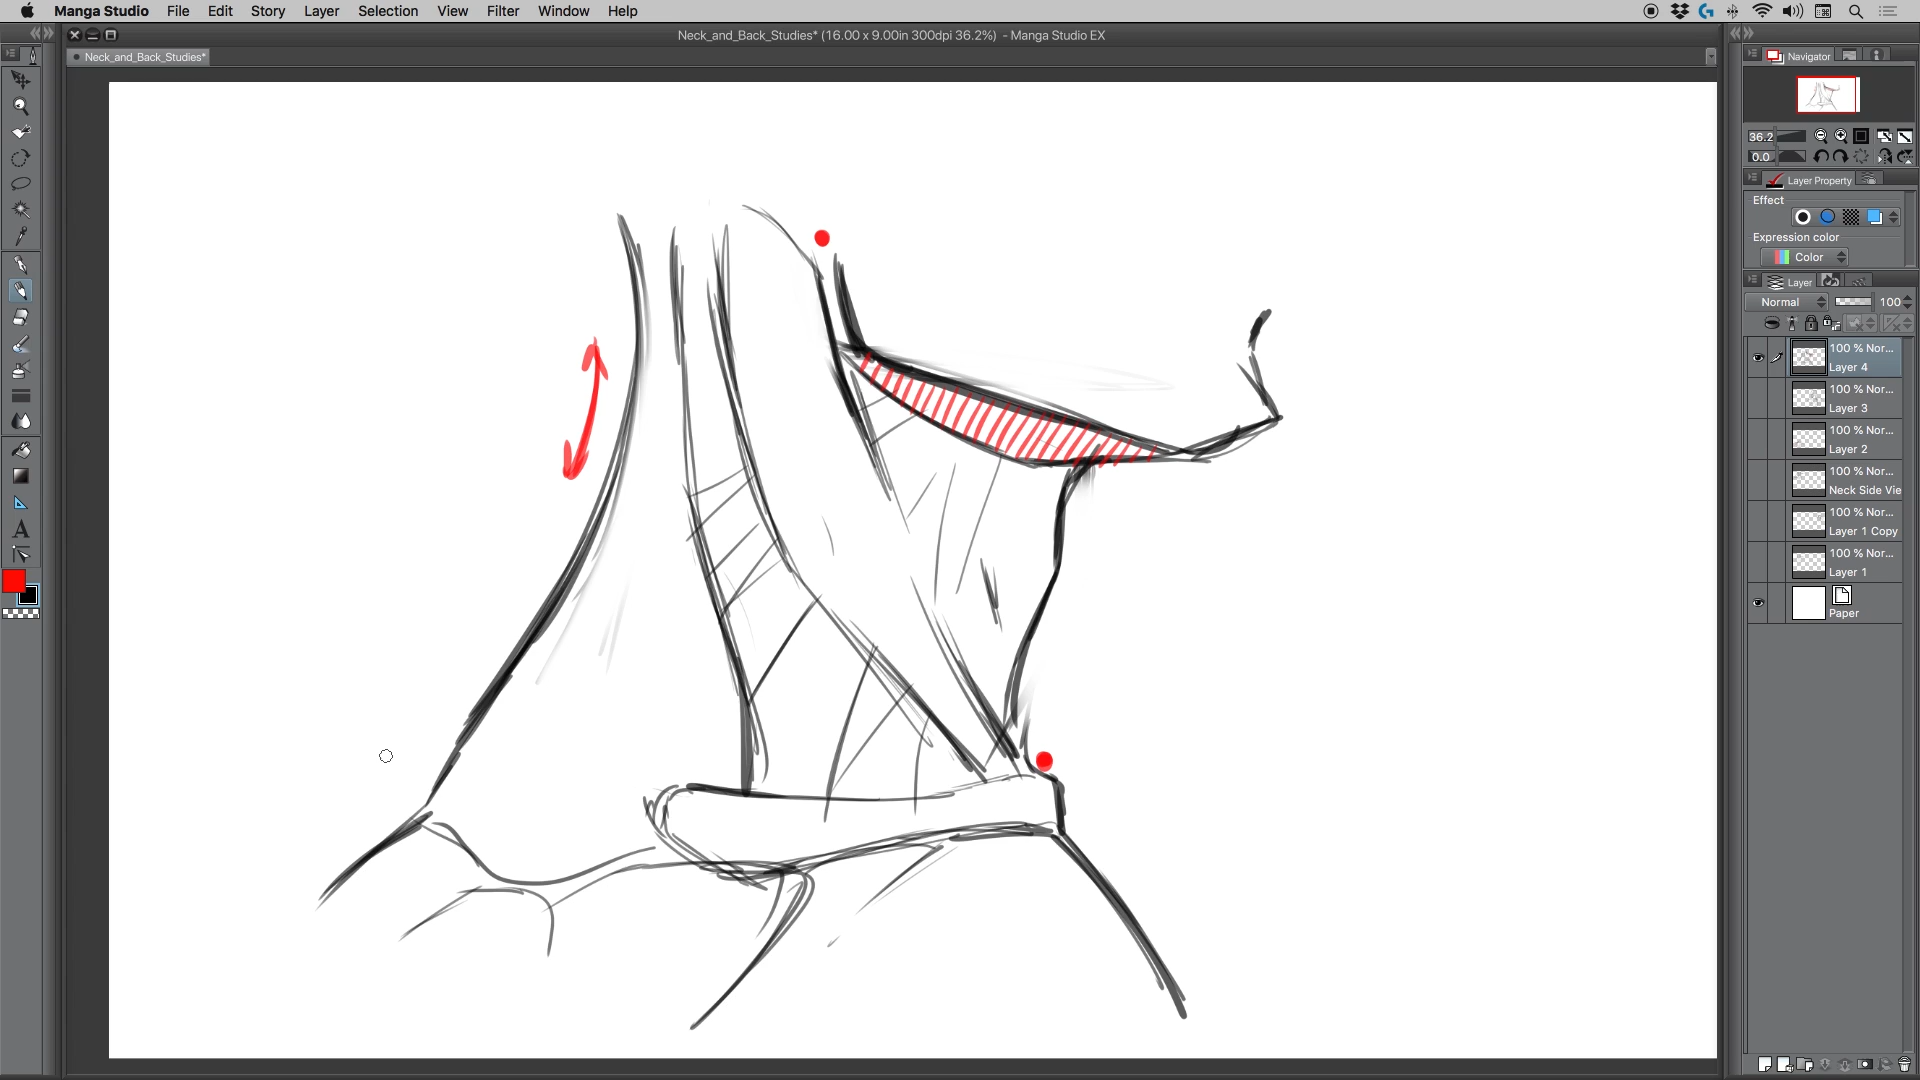 Manga Studio File Edit Story Layer Selection View Filter Window Help
Neck_and_Back_Studies* (16.00 x 9.00in 300dpi 36.2%) - Manga Studio EX
Neck_and_Back_Studies*
Navigator
36.2
0.0
Layer Property
Effect
Expression color
Color
Layer
Normal 100
100 % Nor...
Layer 4
100 % Nor...
Layer 3
100 % Nor...
Layer 2
100 % Nor...
Neck Side Vie
100 % Nor...
Layer 1 Copy
100 % Nor...
Layer 1
Paper